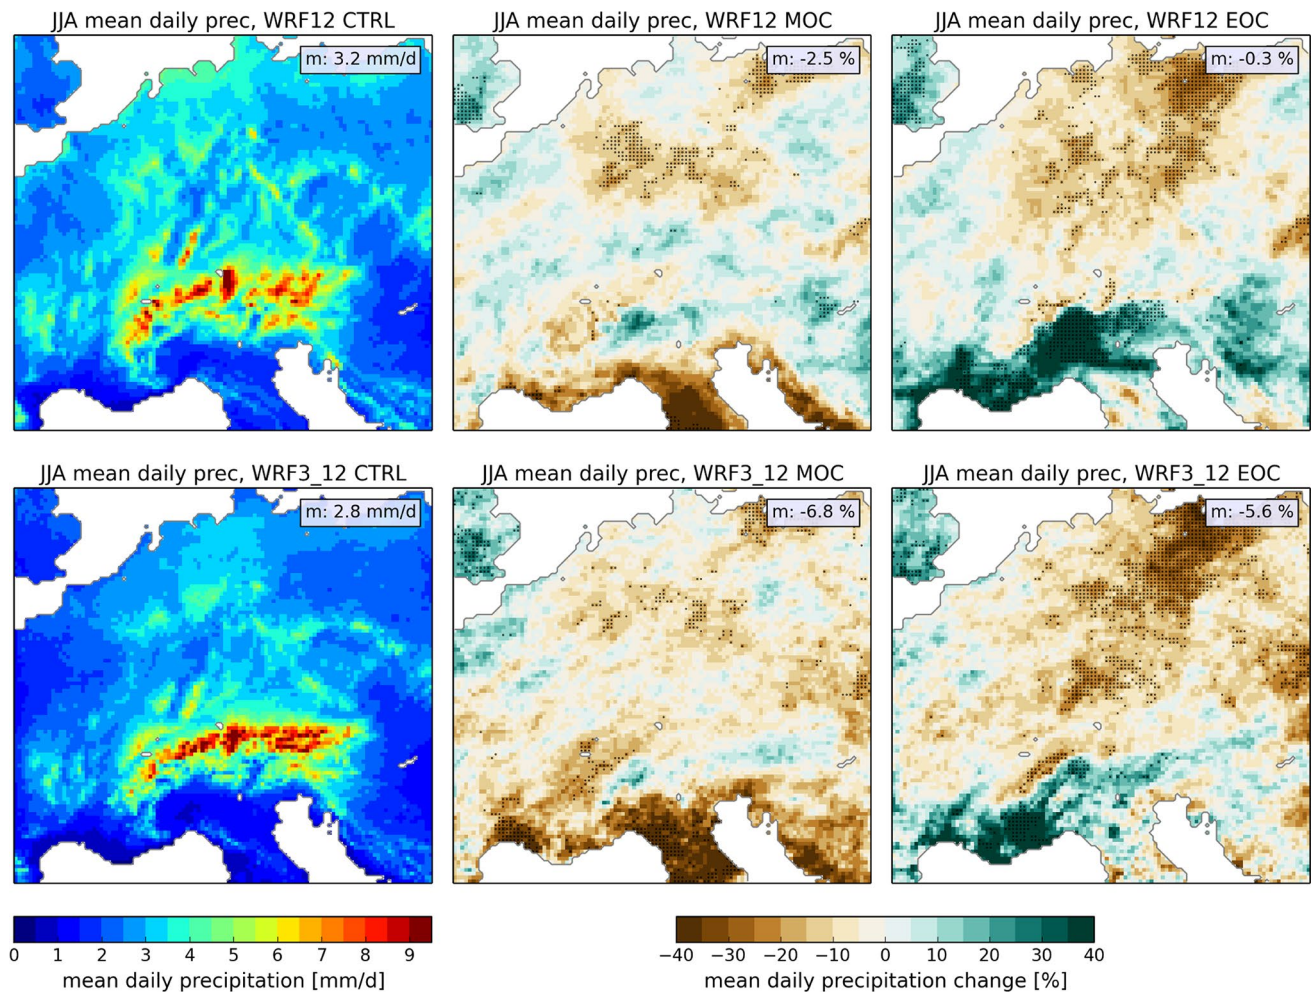 JJA mean daily prec, WRF12 CTRL
m: 3.2 mm/d
JJA mean daily prec, WRF12 MOC
m: -2.5 %
JJA mean daily prec, WRF12 EOC
m: -0.3 %
JJA mean daily prec, WRF3_12 CTRL
m: 2.8 mm/d
JJA mean daily prec, WRF3_12 MOC
m: -6.8 %
JJA mean daily prec, WRF3_12 EOC
m: -5.6 %
0 1 2 3 4 5 6 7 8 9
mean daily precipitation [mm/d]
−40 −30 −20 −10 0 10 20 30 40
mean daily precipitation change [%]